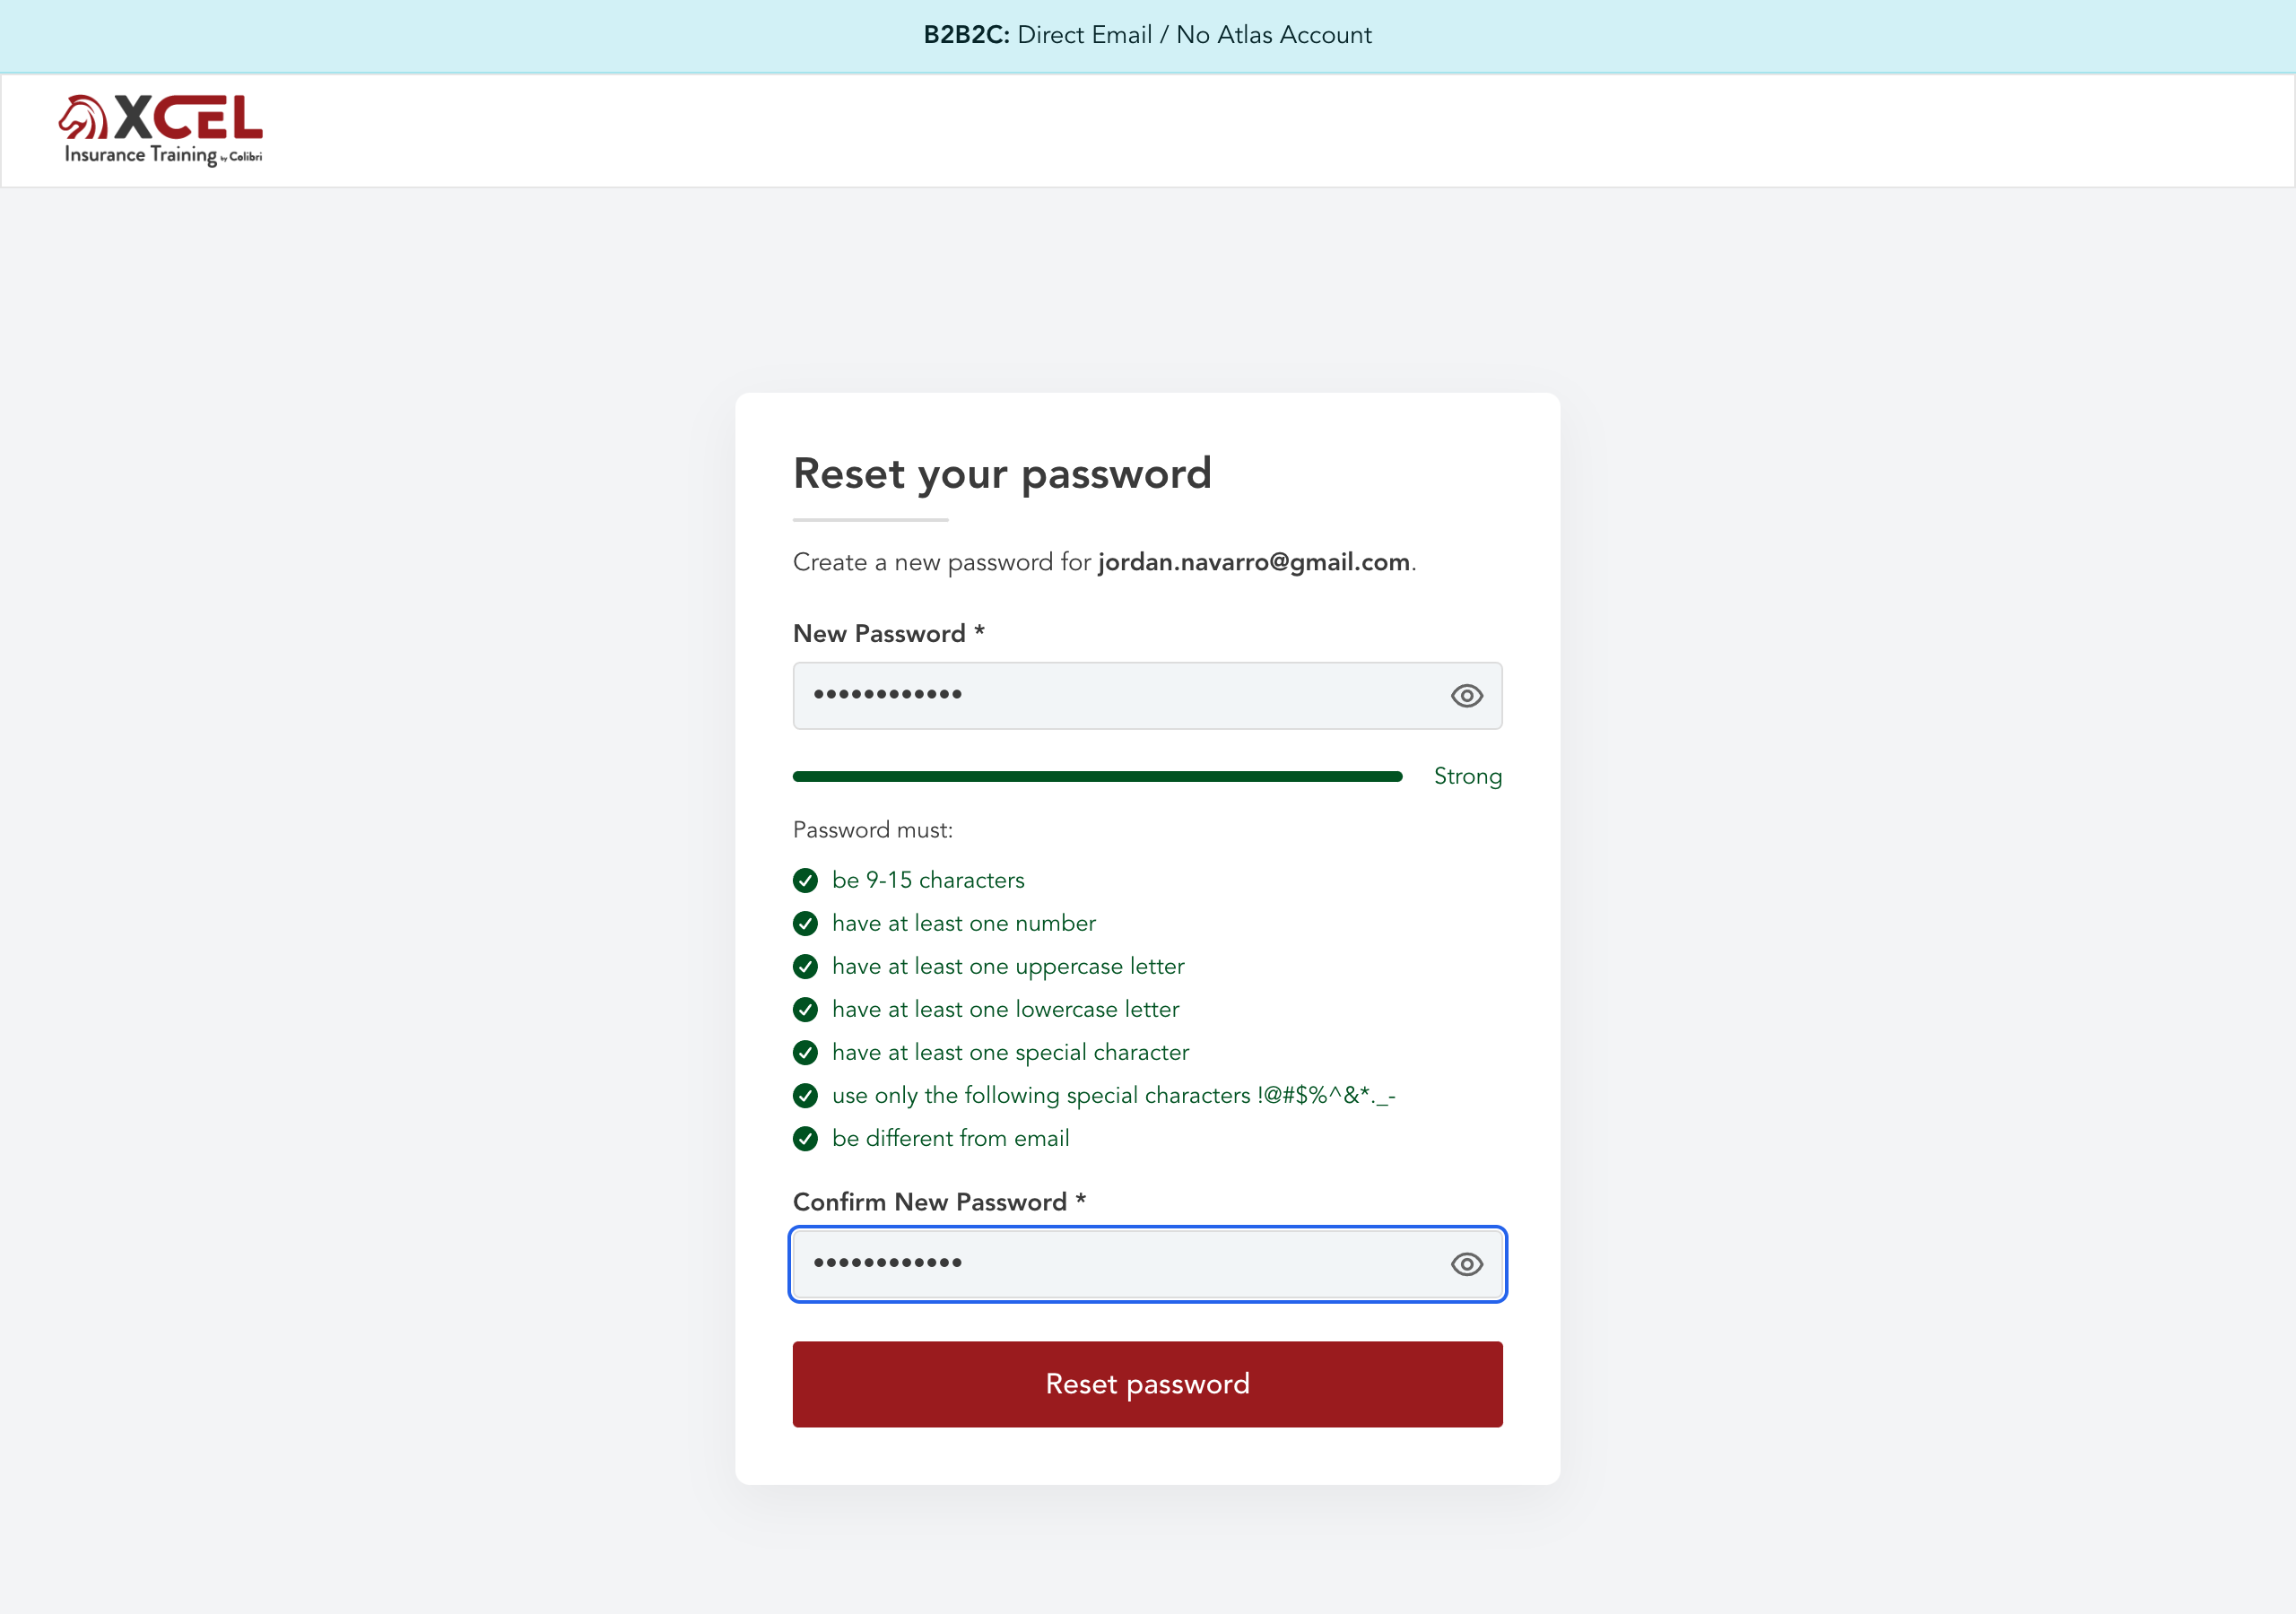 B2B2C: Direct Email / No Atlas Account
XCEL
Insurance Training by Colibri
Reset your password
Create a new password for jordan.navarro@gmail.com.
New Password *
••••••••••••
Strong
Password must:
be 9-15 characters
have at least one number
have at least one uppercase letter
have at least one lowercase letter
have at least one special character
use only the following special characters !@#$%^&*._-
be different from email
Confirm New Password *
••••••••••••
Reset password